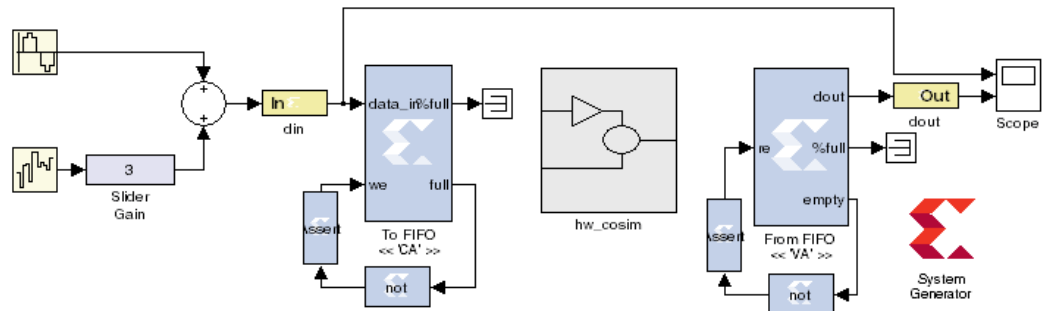 +
+
In
din
data_in%full
we
full
3
Slider
Gain
Assert
To FIFO
<< 'CA' >>
not
hw_cosim
dout
re
%full
empty
Assert
From FIFO
<< 'VA' >>
not
Out
dout
Scope
System
Generator